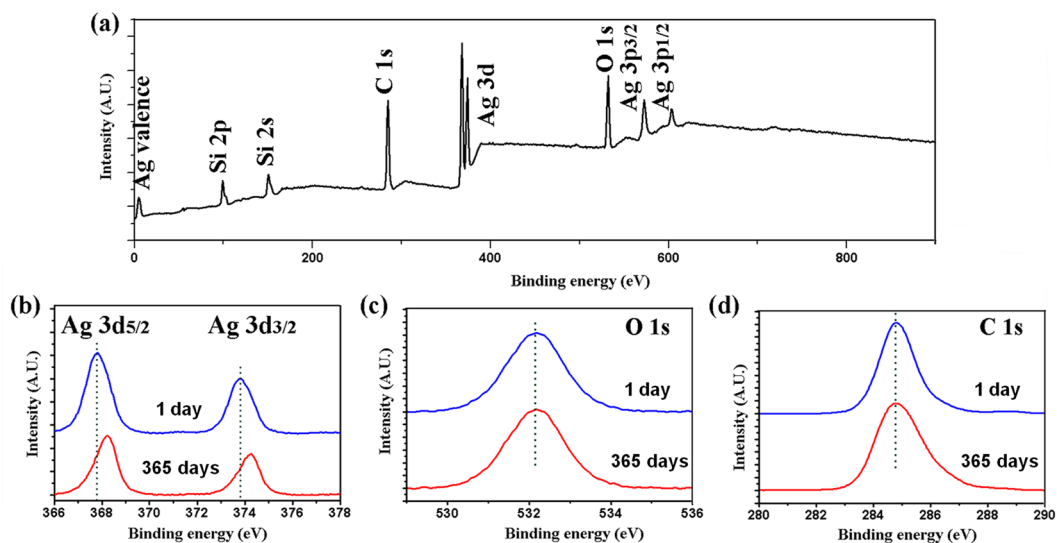 (a)
Intensity (A.U.)
Ag valence
Si 2p
Si 2s
C 1s
Ag 3d
O 1s
Ag 3p3/2
Ag 3p1/2
0 200 400 600 800
Binding energy (eV)
(b)
Intensity (A.U.)
Ag 3d5/2 Ag 3d3/2
1 day
365 days
366 368 370 372 374 376 378
Binding energy (eV)
(c)
Intensity (A.U.)
O 1s
1 day
365 days
530 532 534 536
Binding energy (eV)
(d)
Intensity (A.U.)
C 1s
1 day
365 days
280 282 284 286 288 290
Binding energy (eV)